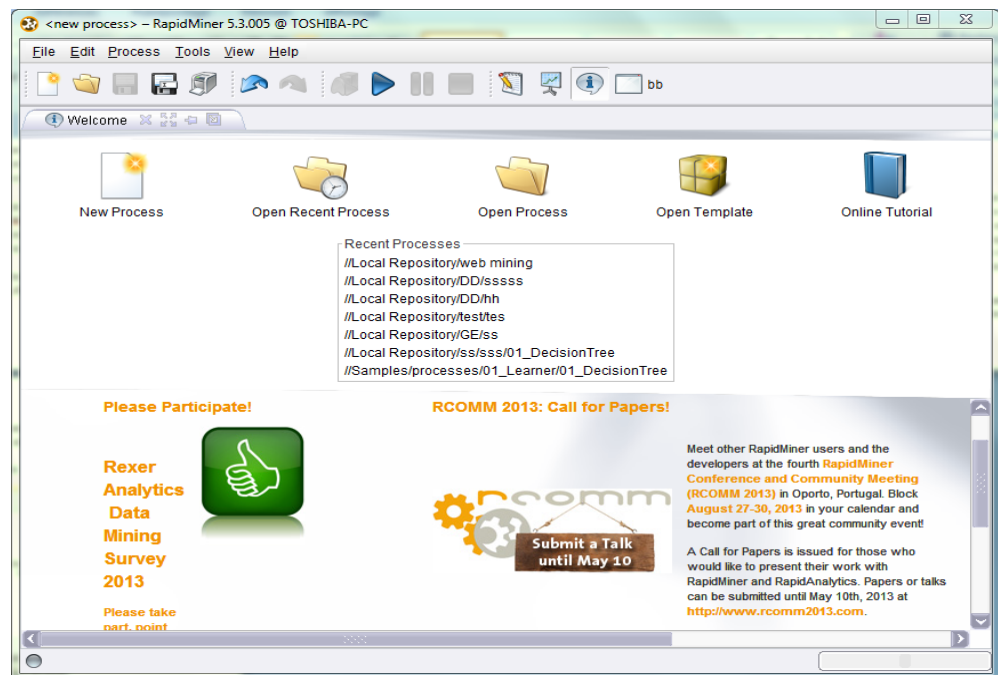 <new process> – RapidMiner 5.3.005 @ TOSHIBA-PC
File Edit Process Tools View Help
bb
Welcome
New Process
Open Recent Process
Open Process
Open Template
Online Tutorial
Recent Processes
//Local Repository/web mining
//Local Repository/DD/sssss
//Local Repository/DD/hh
//Local Repository/test/tes
//Local Repository/GE/ss
//Local Repository/ss/sss/01_DecisionTree
//Samples/processes/01_Learner/01_DecisionTree
Please Participate!
Rexer
Analytics
Data
Mining
Survey
2013
Please take
part, point
RCOMM 2013: Call for Papers!
rcomm
Submit a Talk
until May 10
Meet other RapidMiner users and the
developers at the fourth RapidMiner
Conference and Community Meeting
(RCOMM 2013) in Oporto, Portugal. Block
August 27-30, 2013 in your calendar and
become part of this great community event!
A Call for Papers is issued for those who
would like to present their work with
RapidMiner and RapidAnalytics. Papers or talks
can be submitted until May 10th, 2013 at
http://www.rcomm2013.com.